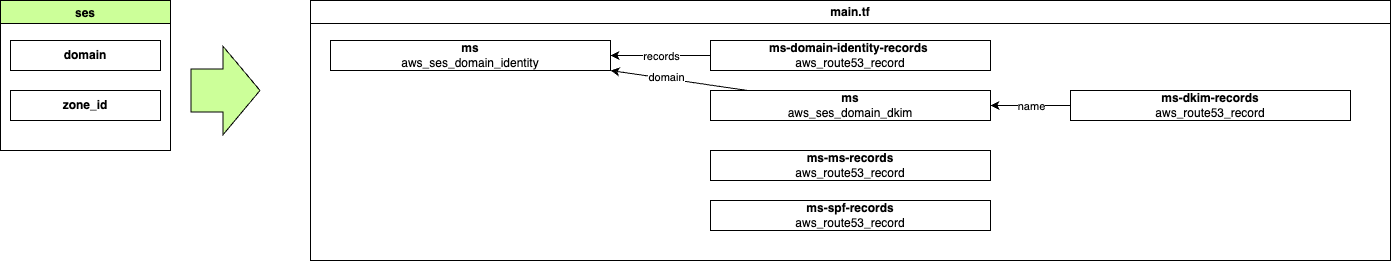 ses
domain
zone_id
main.tf
ms
aws_ses_domain_identity
records
ms-domain-identity-records
aws_route53_record
domain
ms
aws_ses_domain_dkim
name
ms-dkim-records
aws_route53_record
ms-ms-records
aws_route53_record
ms-spf-records
aws_route53_record